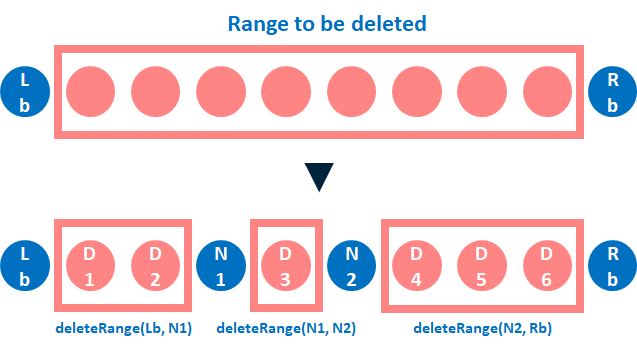 Range to be deleted
L
b
R
b
L
b
D
1
D
2
N
1
D
3
N
2
D
4
D
5
D
6
R
b
deleteRange(Lb, N1)
deleteRange(N1, N2)
deleteRange(N2, Rb)